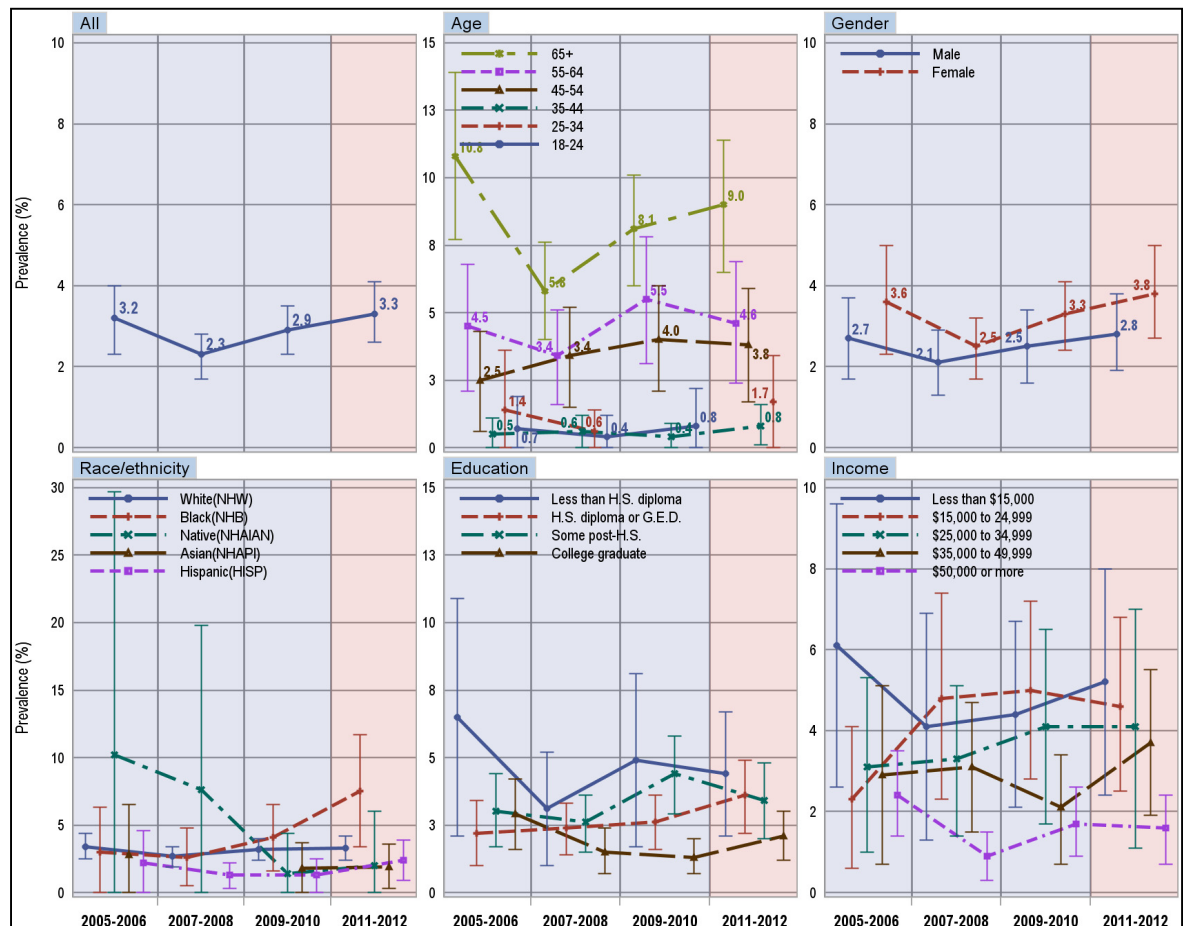 All
Prevalence (%)
10
8
6
4
2
0
3.2
2.3
2.9
3.3
Age
15
13
10
8
5
3
0
65+
55-64
45-54
35-44
25-34
18-24
10.8
5.8
8.1
9.0
4.5
3.4
5.5
4.6
2.5
3.4
4.0
3.8
1.4
0.6
1.7
0.5
0.6
0.4
0.8
0.7
0.4
0.8
Gender
10
8
6
4
2
0
Male
Female
3.6
2.5
3.3
3.8
2.7
2.1
2.5
2.8
Race/ethnicity
Prevalence (%)
30
25
20
15
10
5
0
White(NHW)
Black(NHB)
Native(NHAIAN)
Asian(NHAPI)
Hispanic(HISP)
2005-2006 2007-2008 2009-2010 2011-2012
Education
15
13
10
8
5
3
0
Less than H.S. diploma
H.S. diploma or G.E.D.
Some post-H.S.
College graduate
2005-2006 2007-2008 2009-2010 2011-2012
Income
10
8
6
4
2
0
Less than $15,000
$15,000 to 24,999
$25,000 to 34,999
$35,000 to 49,999
$50,000 or more
2005-2006 2007-2008 2009-2010 2011-2012